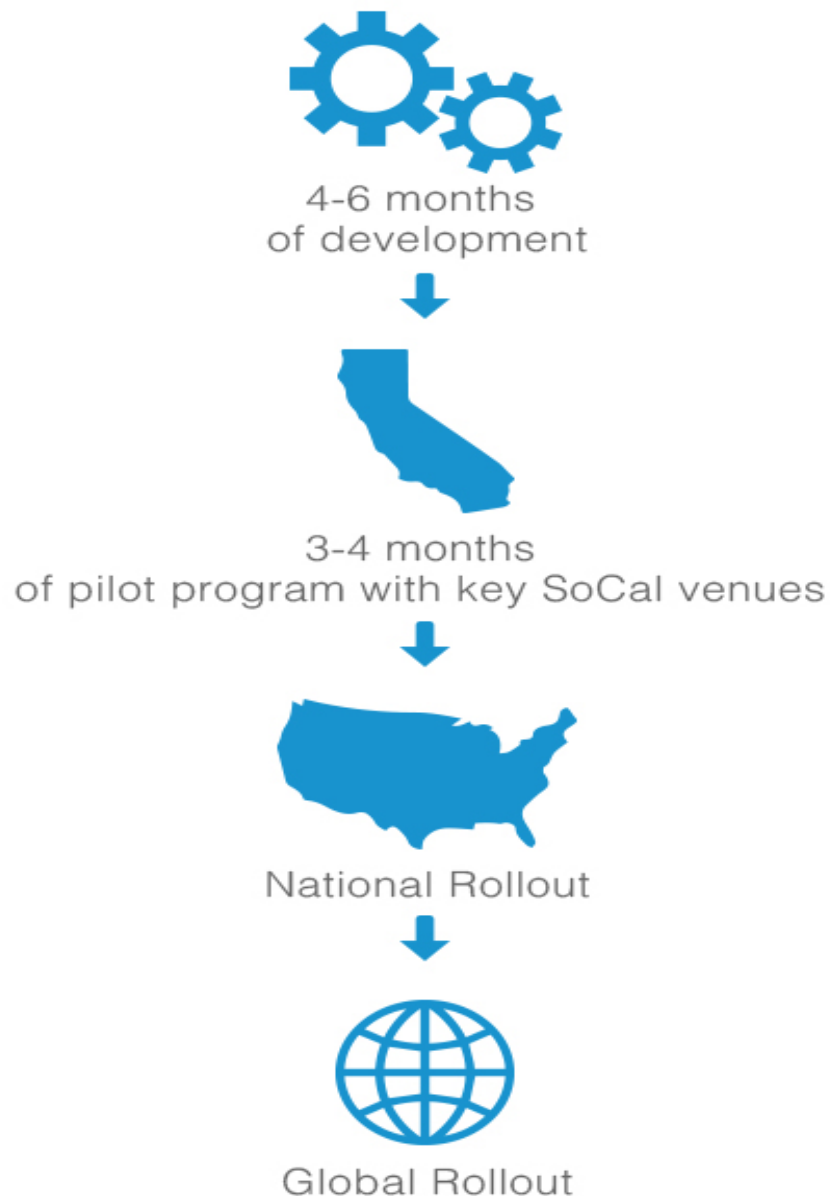 4-6 months
of development
3-4 months
of pilot program with key SoCal venues
National Rollout
Global Rollout